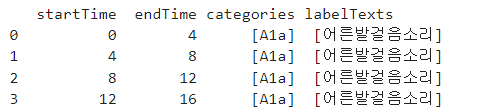 startTime endTime categories labelTexts
0 0 4 [A1a] [어른발걸음소리]
1 4 8 [A1a] [어른발걸음소리]
2 8 12 [A1a] [어른발걸음소리]
3 12 16 [A1a] [어른발걸음소리]